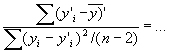 ∑(y'ᵢ−y̅)'
∑(yᵢ−y'ᵢ)²/(n−2) =...